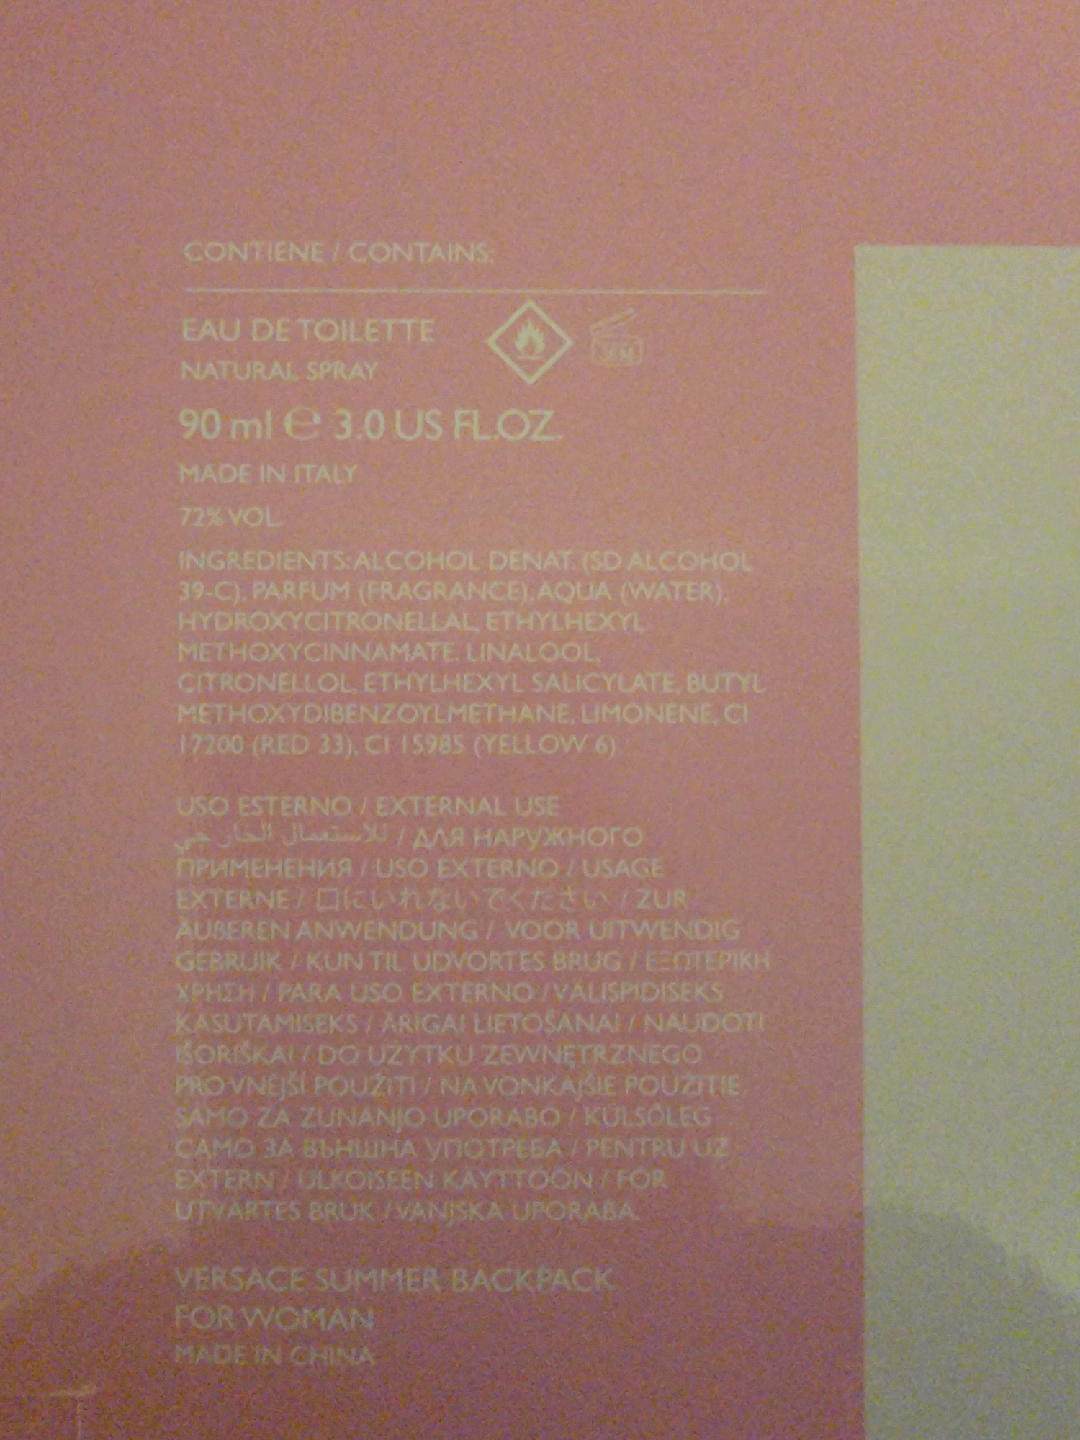 CONTIENE / CONTAINS:
EAU DE TOILETTE
NATURAL SPRAY
36M
90 ml ℮ 3.0 US FL.OZ.
MADE IN ITALY
72% VOL.
INGREDIENTS: ALCOHOL DENAT. (SD ALCOHOL
39-C), PARFUM (FRAGRANCE), AQUA (WATER),
HYDROXYCITRONELLAL, ETHYLHEXYL
METHOXYCINNAMATE, LINALOOL,
CITRONELLOL, ETHYLHEXYL SALICYLATE, BUTYL
METHOXYDIBENZOYLMETHANE, LIMONENE, CI
17200 (RED 33), CI 15985 (YELLOW 6)
USO ESTERNO / EXTERNAL USE
للاستعمال الخارجي / ДЛЯ НАРУЖНОГО
ПРИМЕНЕНИЯ / USO EXTERNO / USAGE
EXTERNE / 口にいれないでください / ZUR
ÄUßEREN ANWENDUNG / VOOR UITWENDIG
GEBRUIK / KUN TIL UDVORTES BRUG / ΕΞΩΤΕΡΙΚΗ
ΧΡΗΣΗ / PARA USO EXTERNO / VÄLISPIDISEKS
KASUTAMISEKS / ĀRĪGAI LIETOŠANAI / NAUDOTI
IŠORIŠKAI / DO UŻYTKU ZEWNĘTRZNEGO
PRO VNĚJŠÍ POUŽITÍ / NA VONKAJŠIE POUŽITIE
SAMO ZA ZUNANJO UPORABO / KÜLSŐLEG
САМО ЗА ВЪНШНА УПОТРЕБА / PENTRU UZ
EXTERN / ULKOISEEN KÄYTTÖÖN / FÖR
UTVÄRTES BRUK / VANJSKA UPORABA.
VERSACE SUMMER BACKPACK
FOR WOMAN
MADE IN CHINA